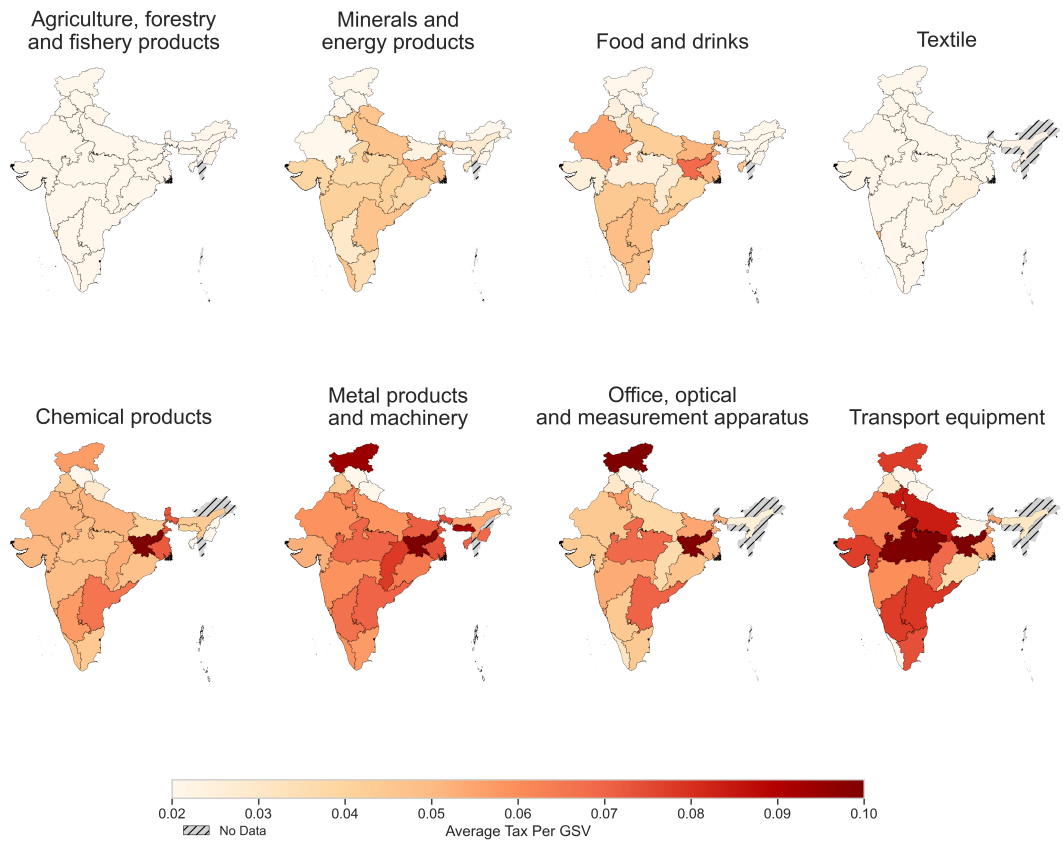 Agriculture, forestry
and fishery products
Minerals and
energy products
Food and drinks
Textile
Chemical products
Metal products
and machinery
Office, optical
and measurement apparatus
Transport equipment
0.02 0.03 0.04 0.05 0.06 0.07 0.08 0.09 0.10
No Data
Average Tax Per GSV